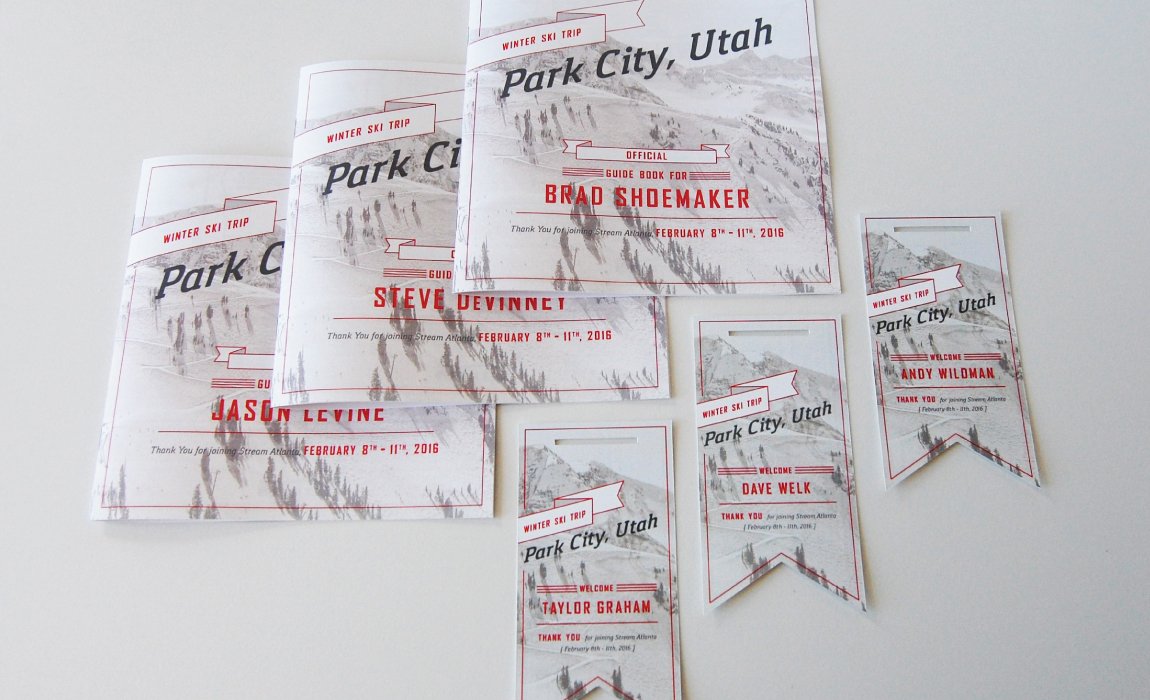 WINTER SKI TRIP
Park City, Utah
OFFICIAL
GUIDE BOOK FOR
BRAD SHOEMAKER
Thank You for joining Stream Atlanta, FEBRUARY 8TH - 11TH, 2016
WINTER SKI TRIP
Park Ci
GUID
STEVE DEVINNEY
Thank You for joining Stream Atlanta, FEBRUARY 8TH - 11TH, 2016
WINTER SKI TRIP
Park C
GU
JASON LEVINE
Thank You for joining Stream Atlanta, FEBRUARY 8TH - 11TH, 2016
WINTER SKI TRIP
Park City, Utah
WELCOME
ANDY WILDMAN
THANK YOU for joining Stream Atlanta
[ February 8th - 11th, 2016 ]
WINTER SKI TRIP
Park City, Utah
WELCOME
DAVE WELK
THANK YOU for joining Stream Atlanta
[ February 8th - 11th, 2016 ]
WINTER SKI TRIP
Park City, Utah
WELCOME
TAYLOR GRAHAM
THANK YOU for joining Stream Atlanta
[ February 8th - 11th, 2016 ]